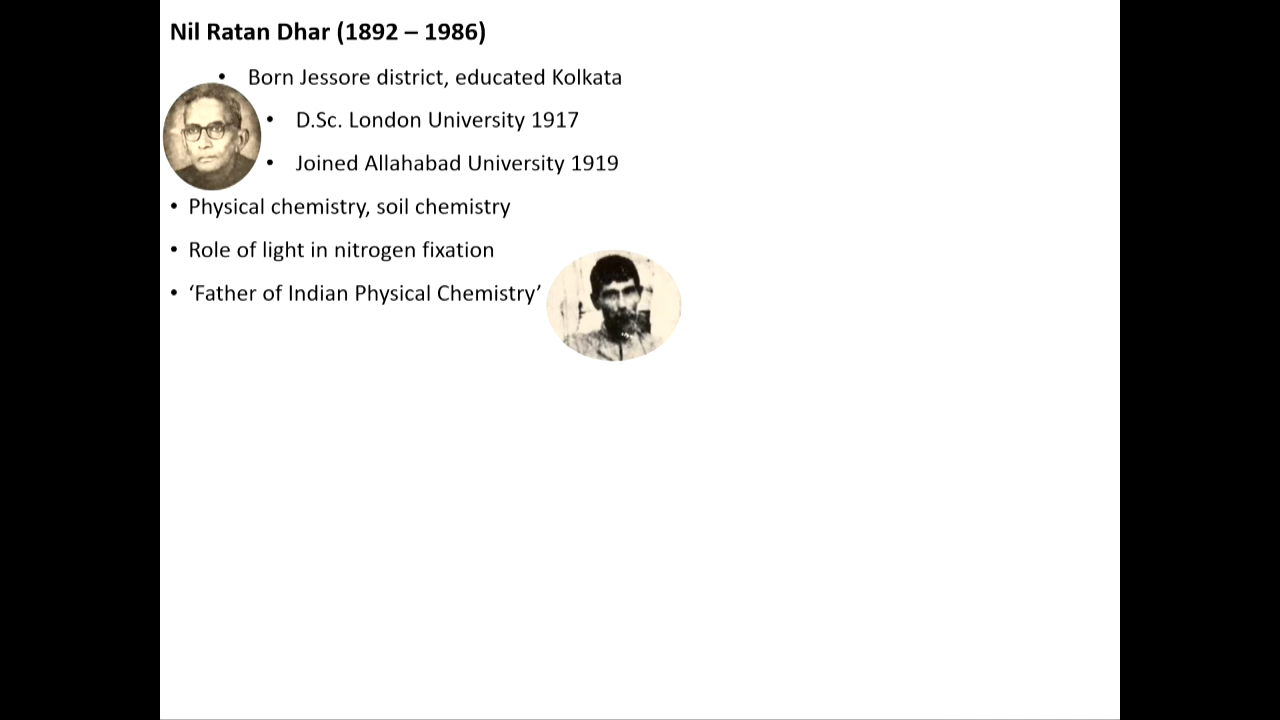 Nil Ratan Dhar (1892 – 1986)
• Born Jessore district, educated Kolkata
• D.Sc. London University 1917
• Joined Allahabad University 1919
• Physical chemistry, soil chemistry
• Role of light in nitrogen fixation
• ‘Father of Indian Physical Chemistry’